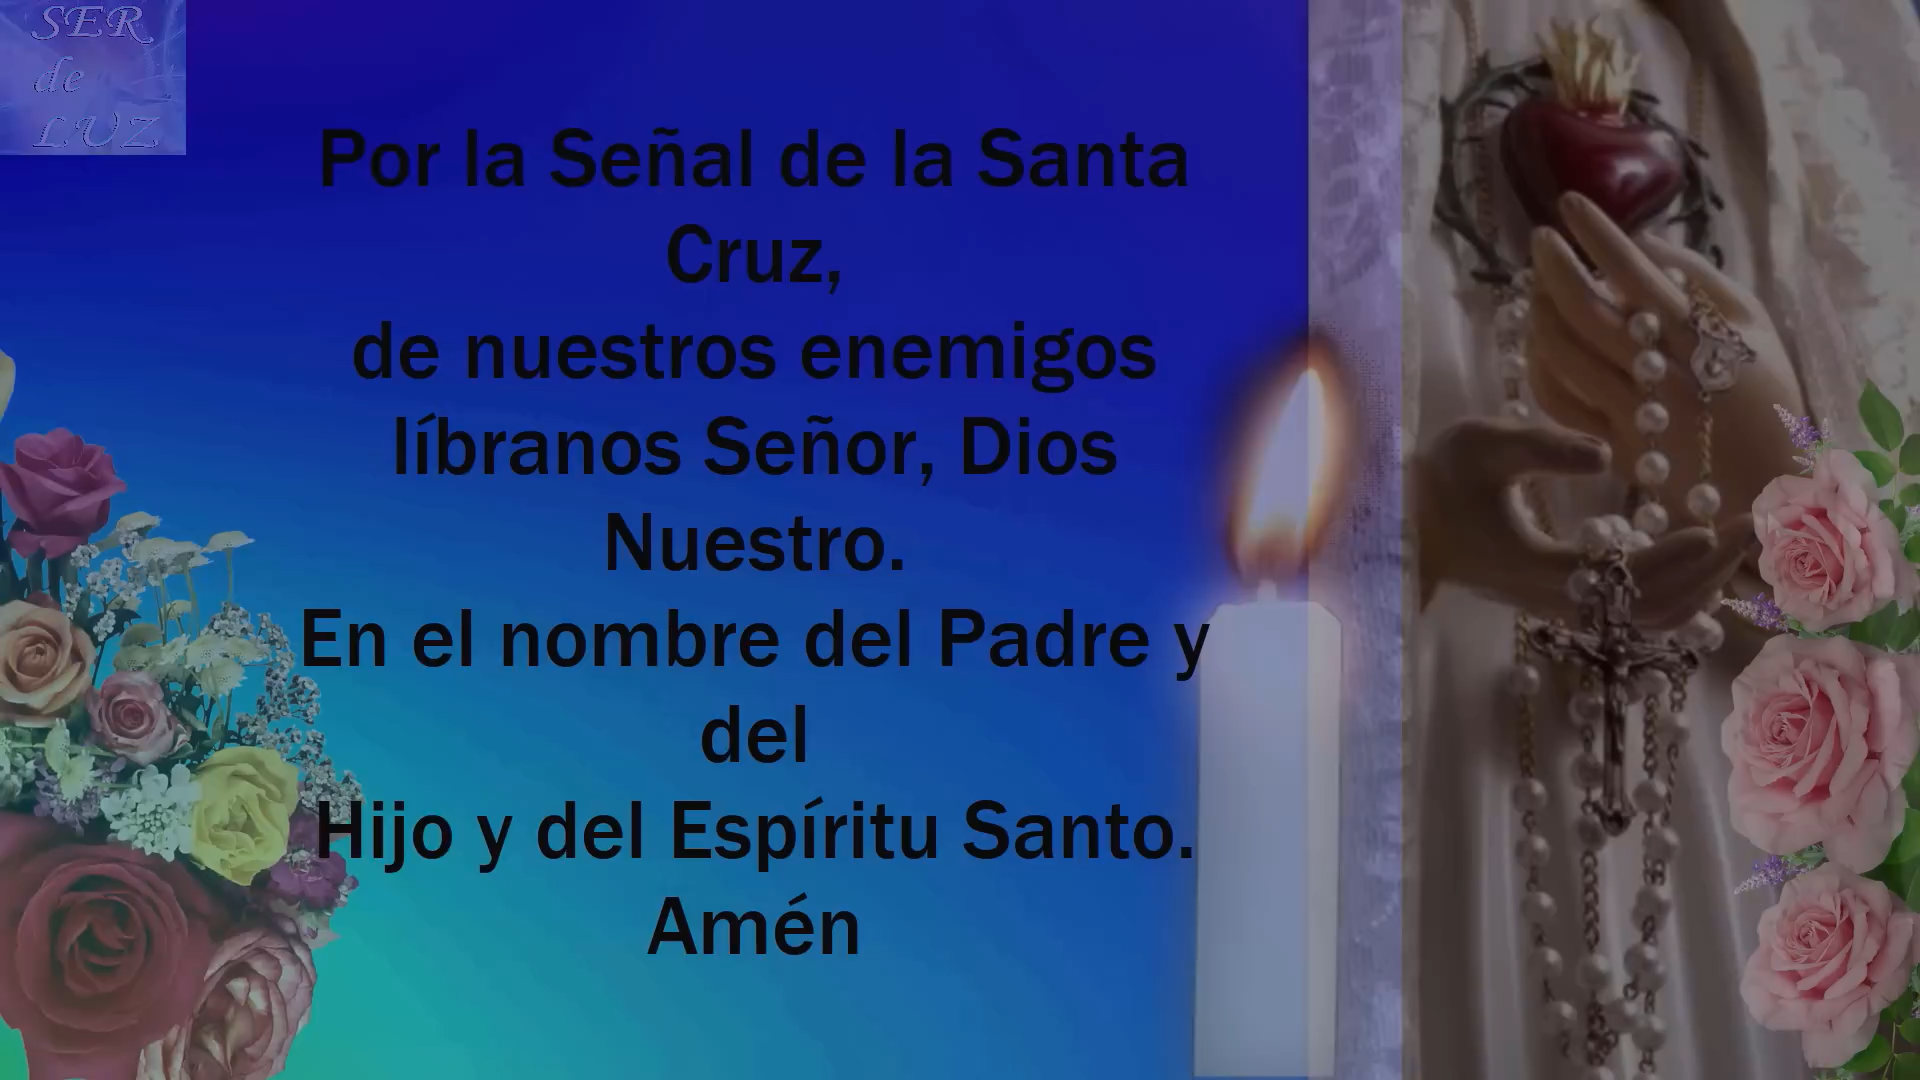 SER
de
LUZ
Por la Señal de la Santa
Cruz,
de nuestros enemigos
líbranos Señor, Dios
Nuestro.
En el nombre del Padre y
del
Hijo y del Espíritu Santo.
Amén